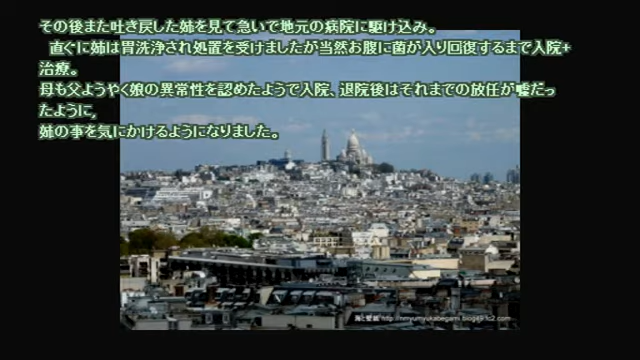 その後また吐き戻した姉を見て急いで地元の病院に駆け込み。
直ぐに姉は胃洗浄され処置を受けましたが当然お腹に菌が入り回復するまで入院+
治療。
母も父ようやく娘の異常性を認めたようで入院、退院後はそれまでの放任が嘘だっ
たように,
姉の事を気にかけるようになりました。